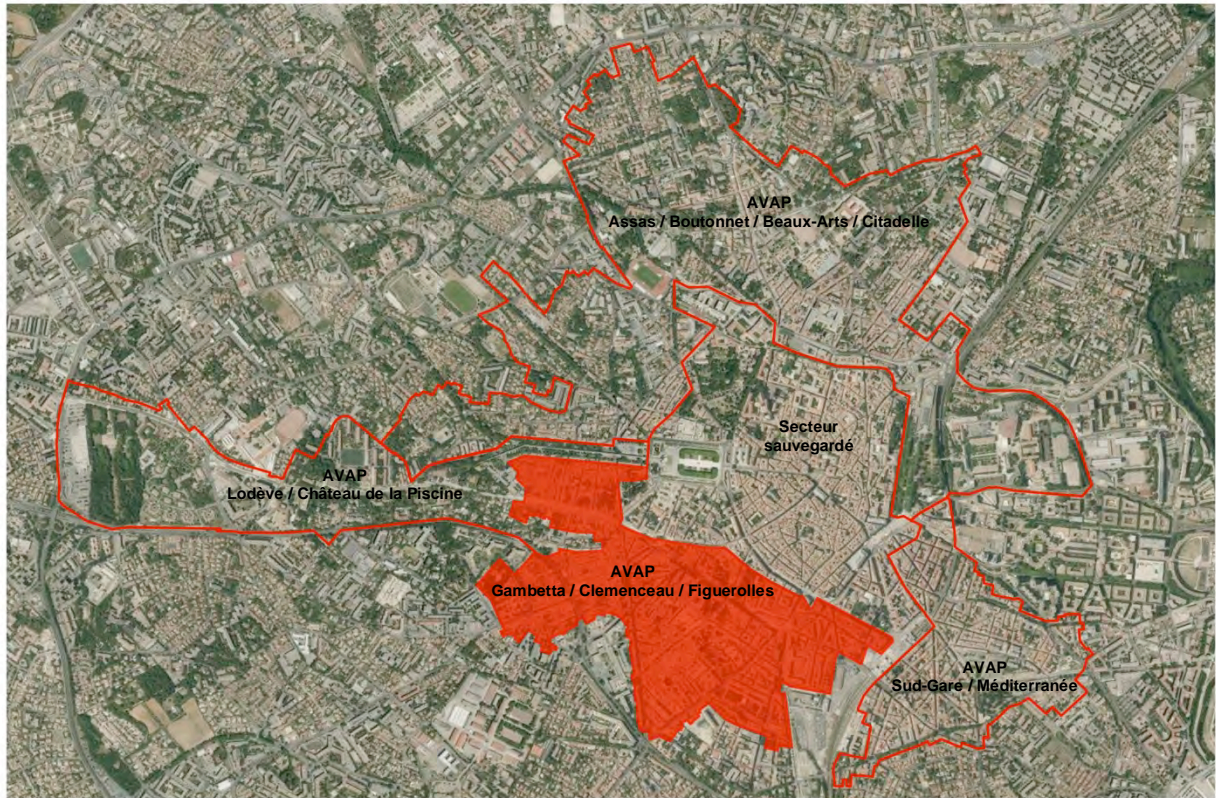 AVAP
Assas / Boutonnet / Beaux-Arts / Citadelle
Secteur
sauvegardé
AVAP
Lodève / Château de la Piscine
AVAP
Gambetta / Clemenceau / Figuerolles
AVAP
Sud-Gare / Méditerranée